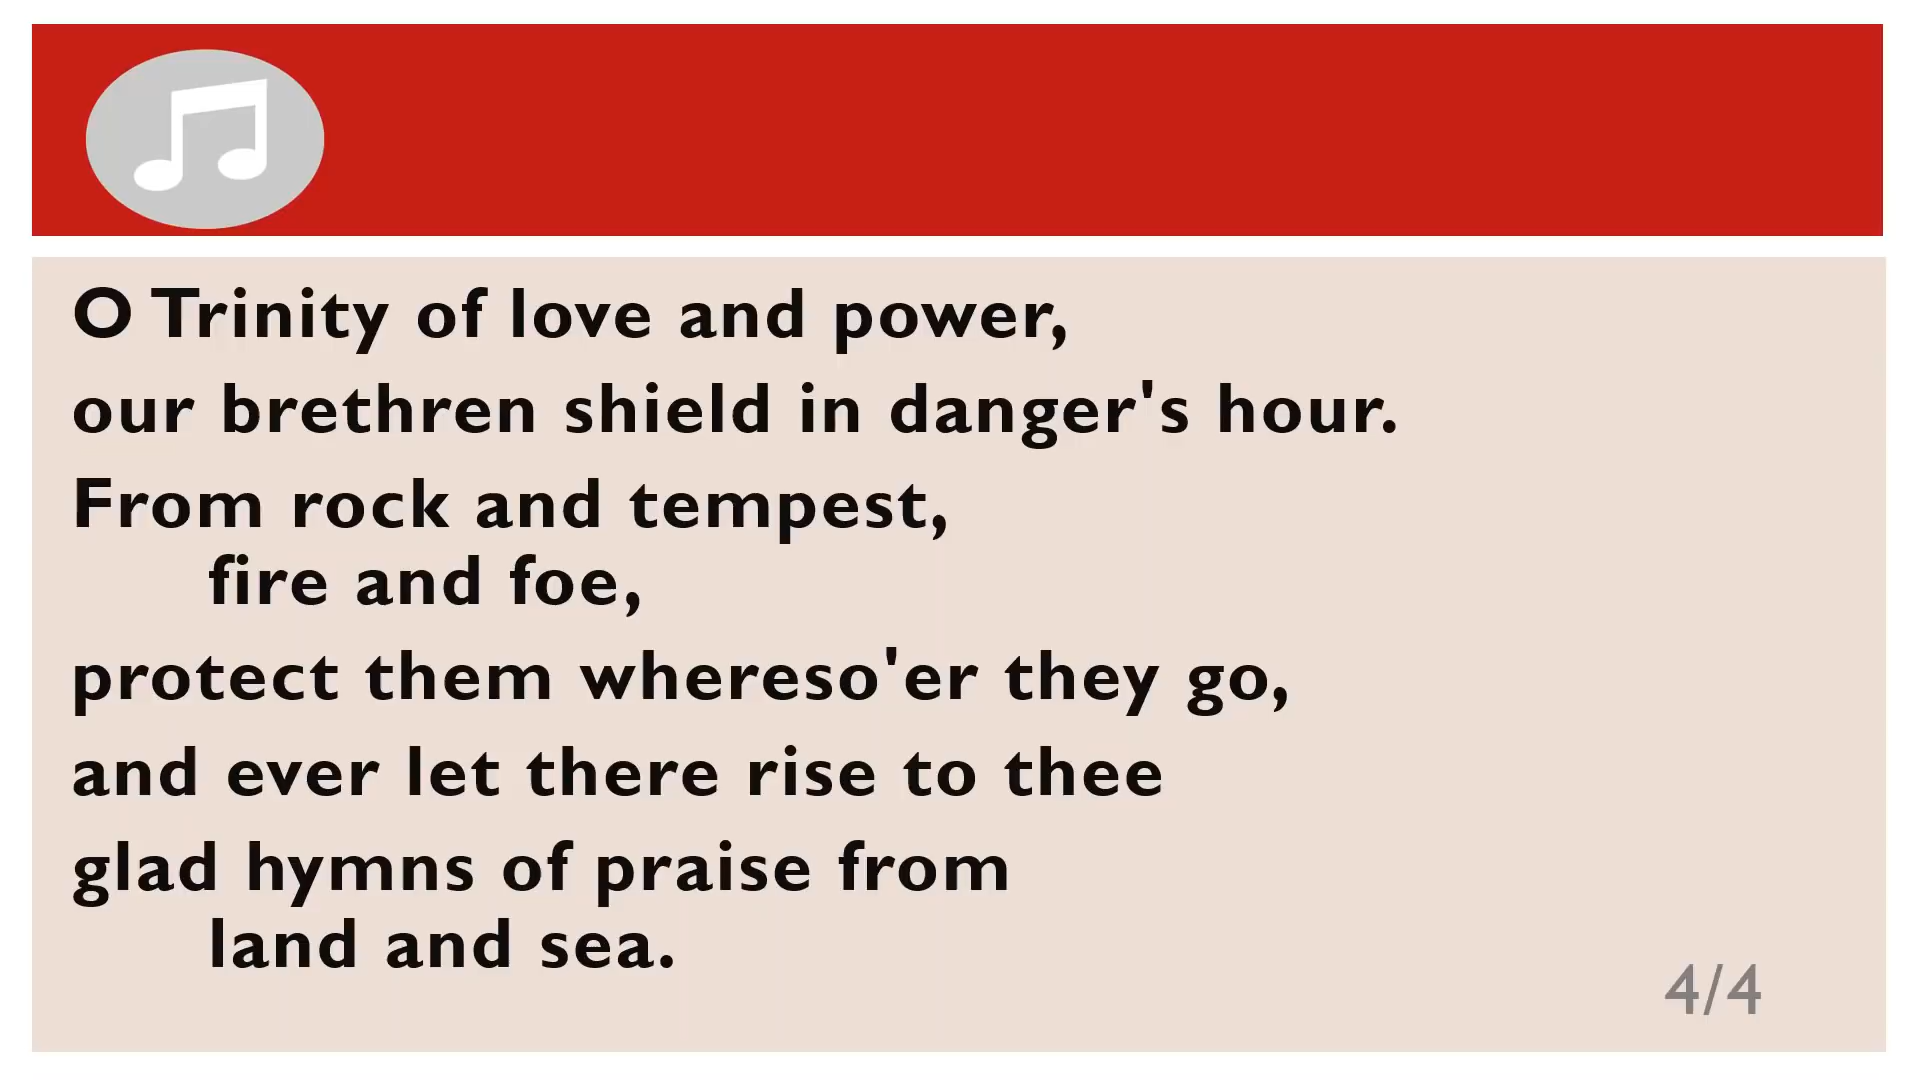 O Trinity of love and power,
our brethren shield in danger's hour.
From rock and tempest,
fire and foe,
protect them whereso'er they go,
and ever let there rise to thee
glad hymns of praise from
land and sea.
4/4